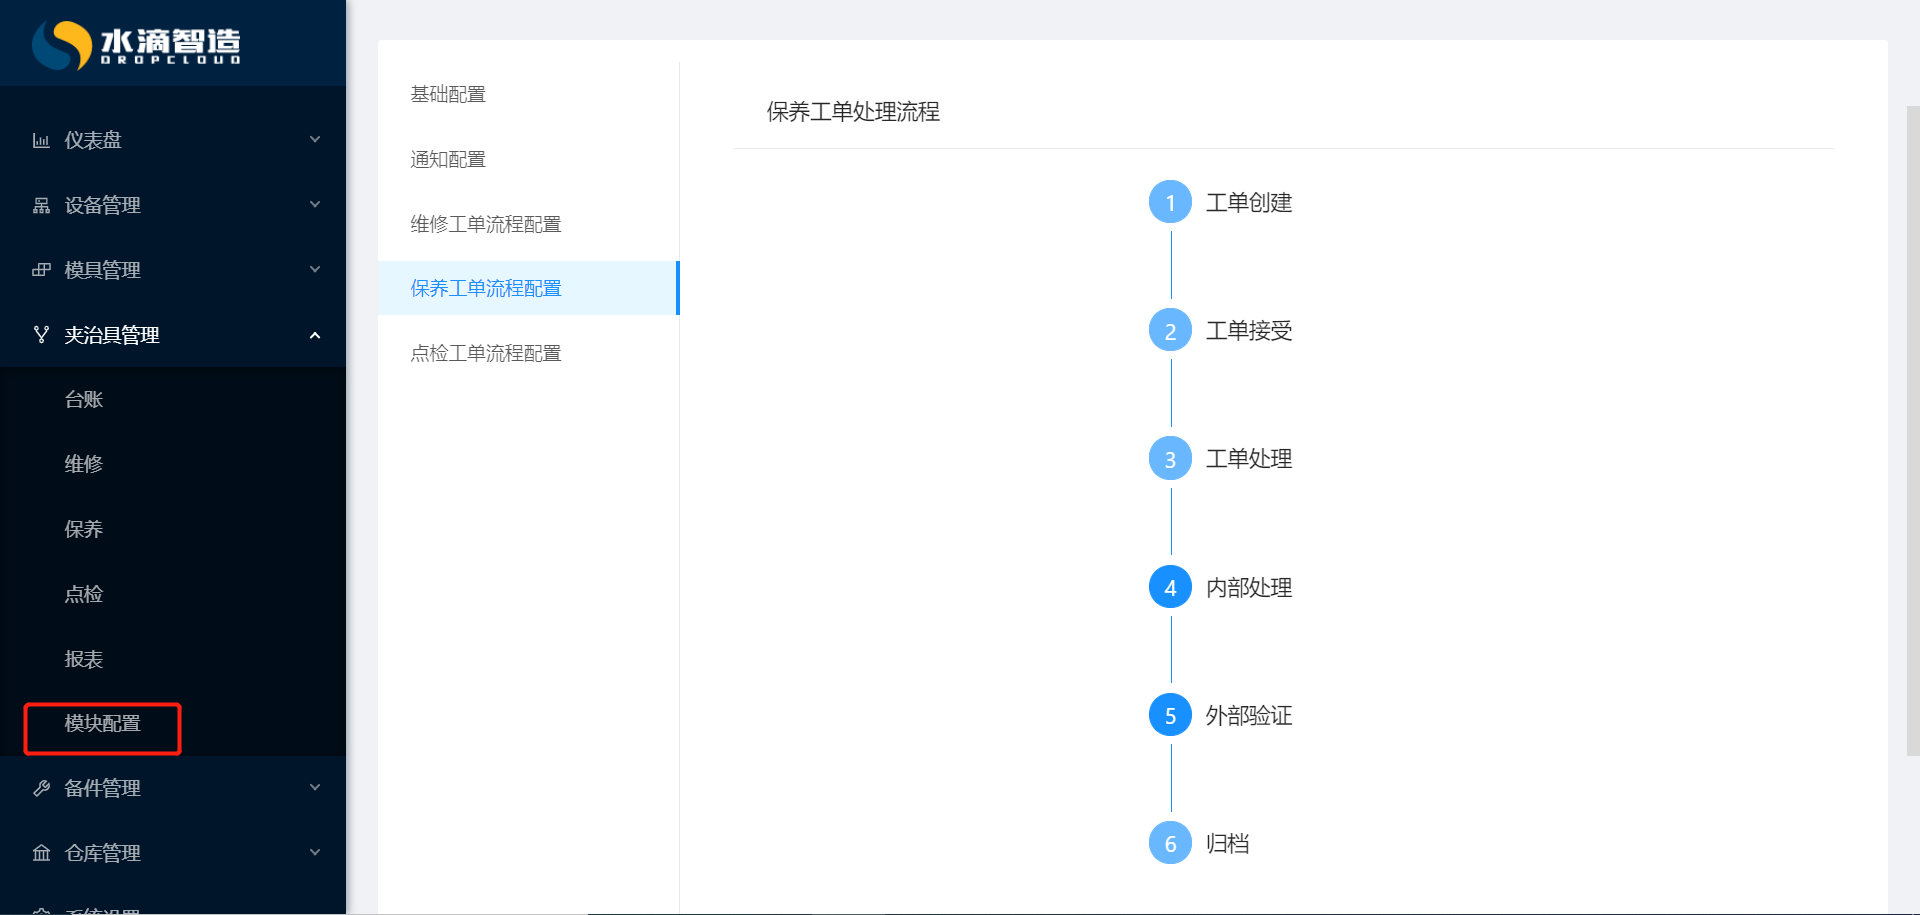 水滴智造
DROPCLOUD
仪表盘
设备管理
模具管理
夹治具管理
台账
维修
保养
点检
报表
模块配置
备件管理
仓库管理
基础配置
通知配置
维修工单流程配置
保养工单流程配置
点检工单流程配置
保养工单处理流程
1 工单创建
2 工单接受
3 工单处理
4 内部处理
5 外部验证
6 归档